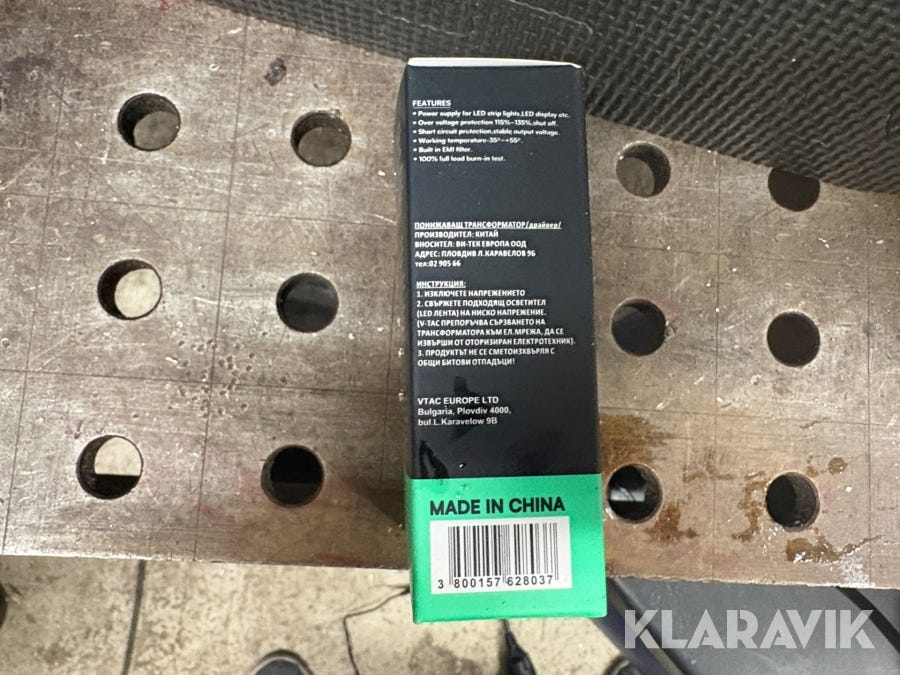 FEATURES
• Power supply for LED strip lights,LED display etc.
• Over voltage protection 115%~135%,shut off.
• Short circuit protection,stable output voltage.
• Working temperature-35°~+55°.
• Built in EMI filter.
• 100% full load burn-in test.
ПОНИЖАВАЩ ТРАНСФОРМАТОР/драйвер/
ПРОИЗВОДИТЕЛ: КИТАЙ
ВНОСИТЕЛ: ВИ-ТЕК ЕВРОПА ООД
АДРЕС: ПЛОВДИВ Л.КАРАВЕЛОВ 9Б
тел:02 905 66
ИНСТРУКЦИЯ:
1. ИЗКЛЮЧЕТЕ НАПРЕЖЕНИЕТО
2. СВЪРЖЕТЕ ПОДХОДЯЩ ОСВЕТИТЕЛ
(LED ЛЕНТА) НА НИСКО НАПРЕЖЕНИЕ.
(V-TAC ПРЕПОРЪЧВА СЪРЗВАНЕТО НА
ТРАНСФОРМАТОРА КЪМ ЕЛ.МРЕЖА, ДА СЕ
ИЗВЪРШИ ОТ ОТОРИЗИРАН ЕЛЕКТРОТЕХНИК).
3. ПРОДУКТЪТ НЕ СЕ СМЕТОИЗХВЪРЛЯ С
ОБЩИ БИТОВИ ОТПАДЪЦИ!
VTAC EUROPE LTD
Bulgaria, Plovdiv 4000,
bul.L.Karavelow 9B
MADE IN CHINA
3 800157 628037
KLARAVIK